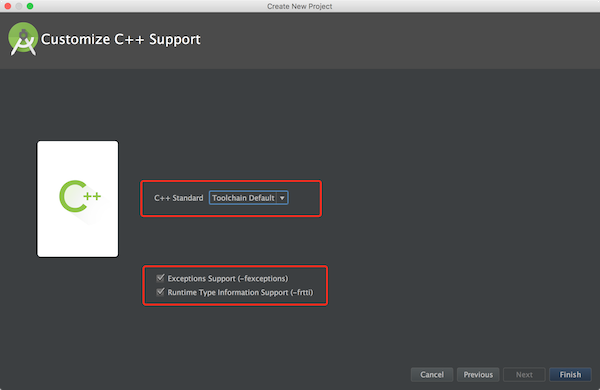 Create New Project
Customize C++ Support
C++
C++ Standard Toolchain Default
Exceptions Support (-fexceptions)
Runtime Type Information Support (-frtti)
Cancel Previous Next Finish